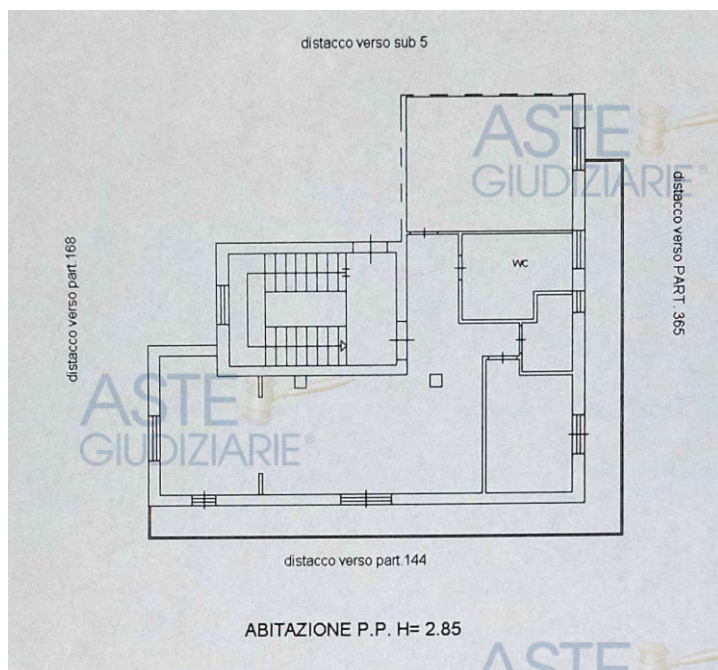 distacco verso sub 5
ASTE
GIUDIZIARIE®
distacco verso part.168
distacco verso PART. 365
WC
ASTE
GIUDIZIARIE®
distacco verso part.144
ABITAZIONE P.P. H= 2.85
ASTE